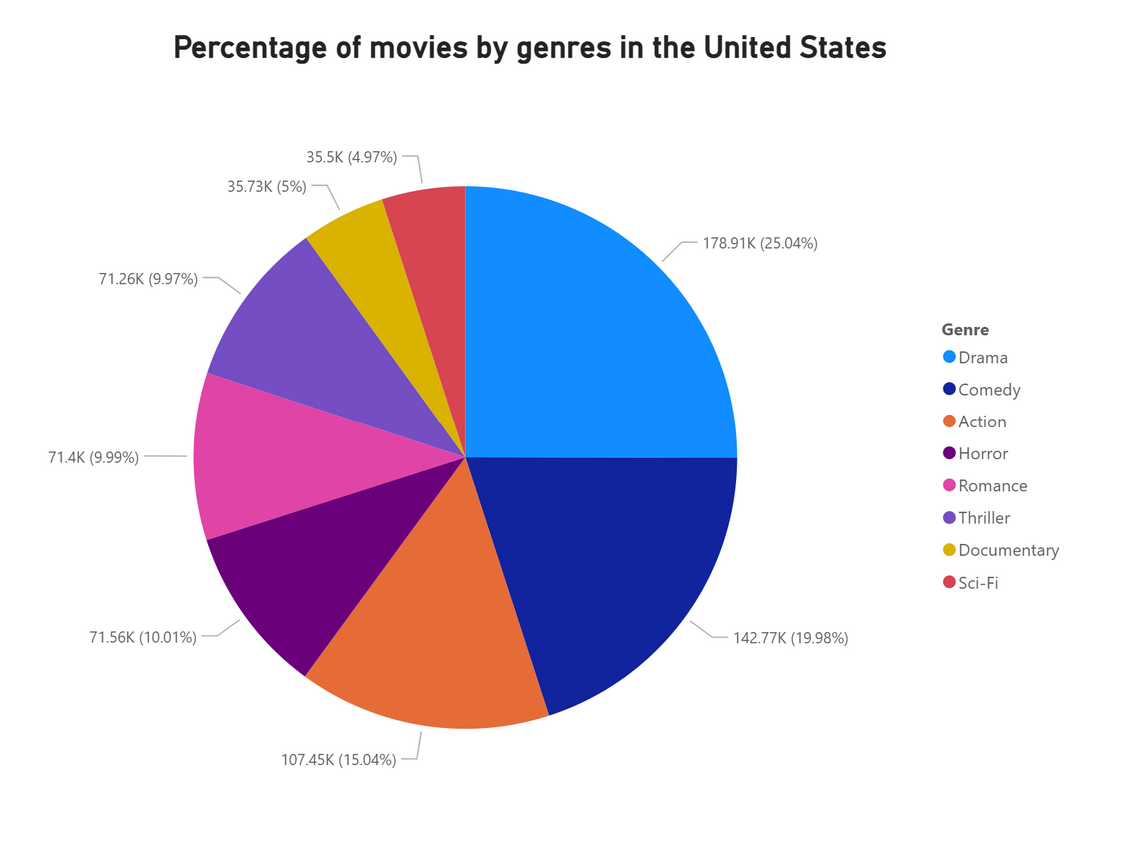 Percentage of movies by genres in the United States
35.5K (4.97%)
35.73K (5%)
178.91K (25.04%)
71.26K (9.97%)
71.4K (9.99%)
71.56K (10.01%)
142.77K (19.98%)
107.45K (15.04%)
Genre
Drama
Comedy
Action
Horror
Romance
Thriller
Documentary
Sci-Fi